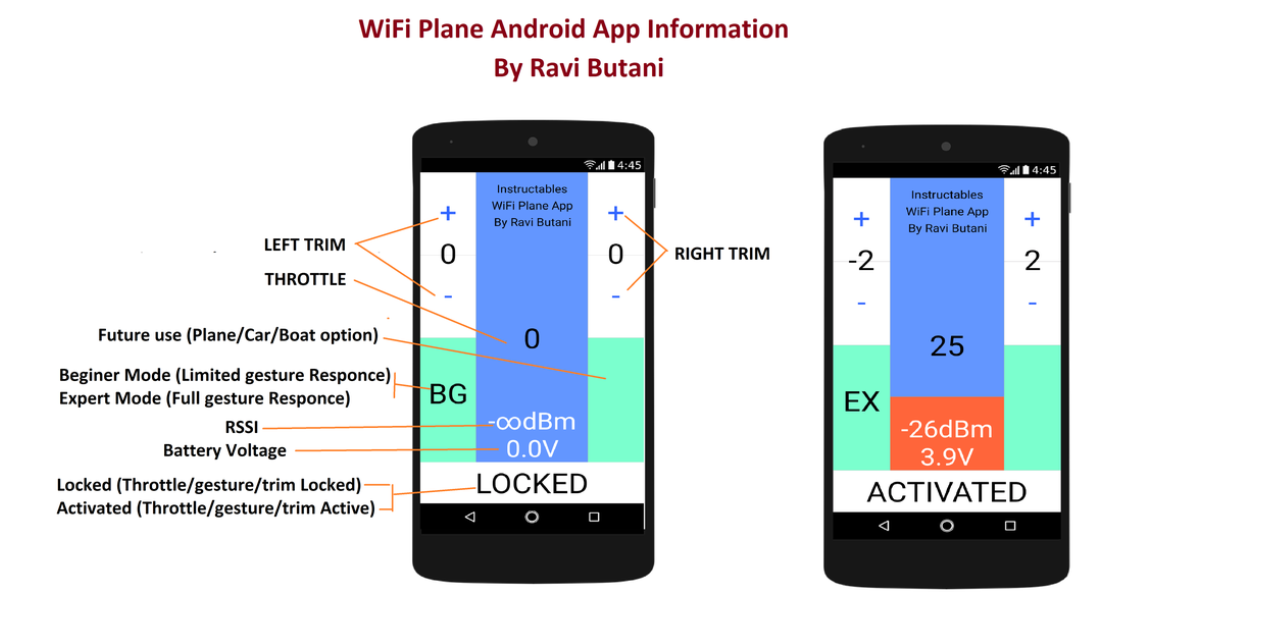 WiFi Plane Android App Information
By Ravi Butani
LEFT TRIM
THROTTLE
Future use (Plane/Car/Boat option)
Beginer Mode (Limited gesture Responce)
Expert Mode (Full gesture Responce)
RSSI
Battery Voltage
Locked (Throttle/gesture/trim Locked)
Activated (Throttle/gesture/trim Active)
4:45
Instructables
WiFi Plane App
By Ravi Butani
+
+
0
0
-
-
0
BG
-∞dBm
0.0V
LOCKED
RIGHT TRIM
4:45
Instructables
WiFi Plane App
By Ravi Butani
+
+
-2
2
-
-
25
EX
-26dBm
3.9V
ACTIVATED